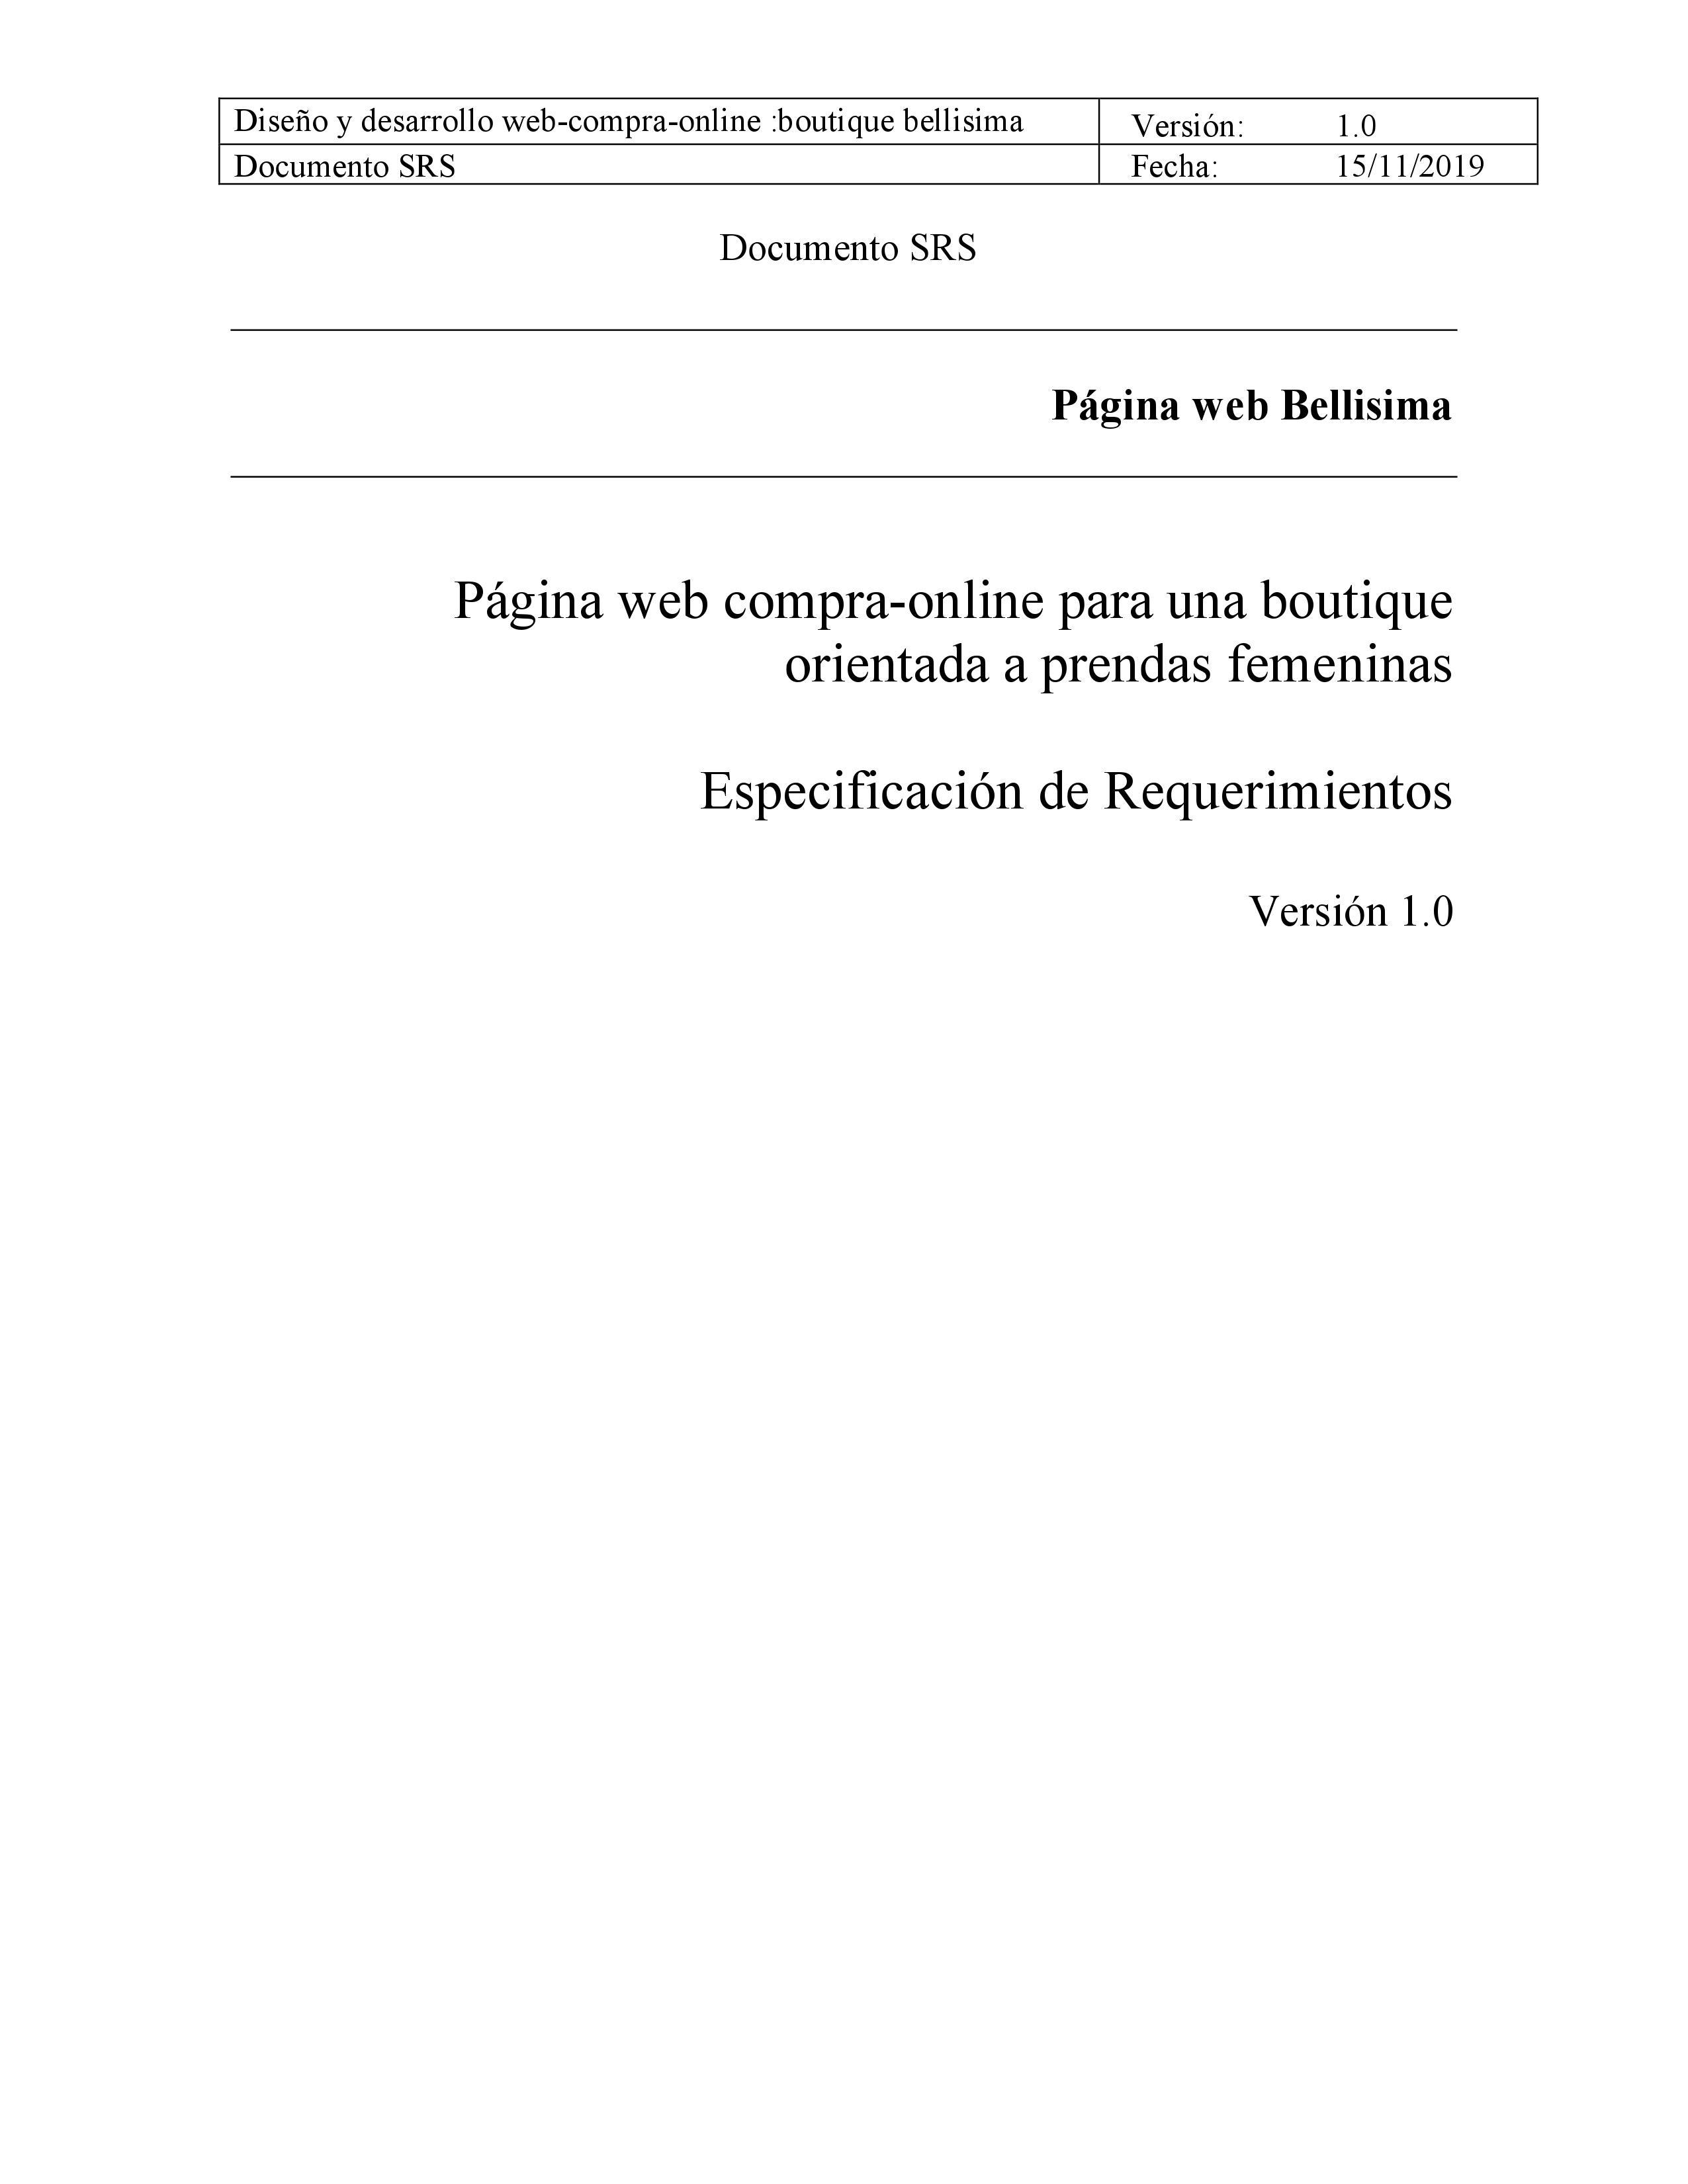 Diseño y desarrollo web-compra-online :boutique bellisima
Versión: 1.0
Documento SRS
Fecha: 15/11/2019
Documento SRS
Página web Bellisima
Página web compra-online para una boutique
orientada a prendas femeninas
Especificación de Requerimientos
Versión 1.0